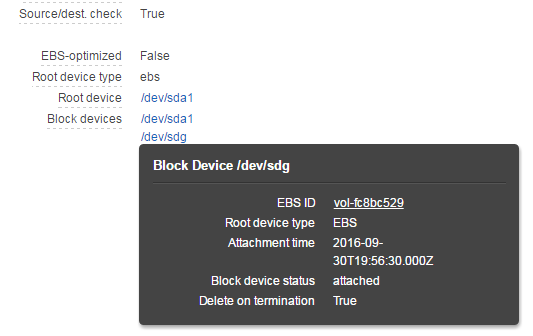 Source/dest. check True
EBS-optimized False
Root device type ebs
Root device /dev/sda1
Block devices /dev/sda1
/dev/sdg
Block Device /dev/sdg
EBS ID vol-fc8bc529
Root device type EBS
Attachment time 2016-09-
30T19:56:30.000Z
Block device status attached
Delete on termination True